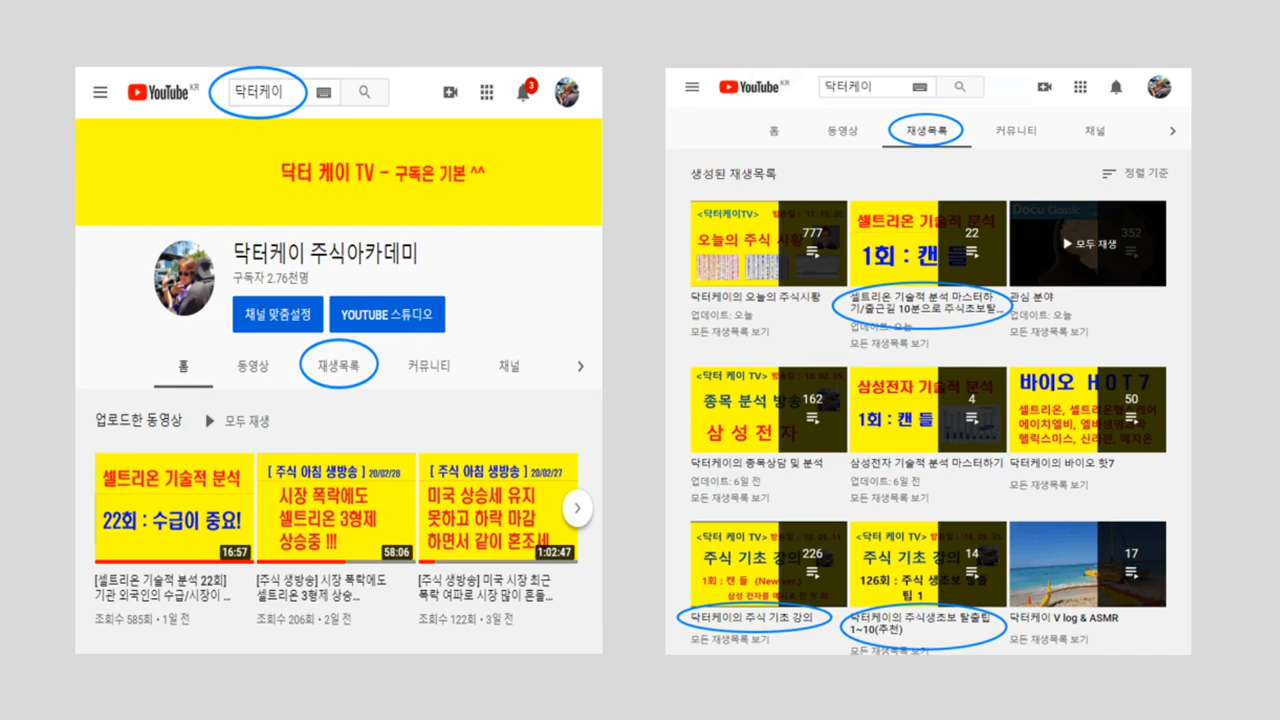 YouTube KR
닥터케이
3
닥터 케이 TV - 구독은 기본 ^^
닥터케이 주식아카데미
구독자 2.76천명
채널 맞춤설정
YOUTUBE 스튜디오
홈
동영상
재생목록
커뮤니티
채널
업로드한 동영상
모두 재생
셀트리온 기술적 분석
22회 : 수급이 중요!
16:57
[셀트리온 기술적 분석 22회]
기관 외국인의 수급/시장이 ...
조회수 585회 • 1일 전
[ 주식 아침 생방송 ] 20/02/28
시장 폭락에도
셀트리온 3형제
상승중 !!!
58:06
[주식 생방송] 시장 폭락에도
셀트리온 3형제 상승...
조회수 206회 • 2일 전
[ 주식 아침 생방송 ] 20/02/27
미국 상승세 유지
못하고 하락 마감
하면서 같이 혼조세
1:02:47
[주식 생방송] 미국 시장 최근
폭락 여파로 시장 많이 흔들...
조회수 122회 • 3일 전
YouTube KR
닥터케이
홈
동영상
재생목록
커뮤니티
채널
생성된 재생목록
정렬 기준
<닥터케이TV>
오늘의 주식 시황
777
닥터케이의 오늘의 주식시황
업데이트: 오늘
모든 재생목록 보기
셀트리온 기술적 분석
1회 : 캔 들
22
셀트리온 기술적 분석 마스터하
기/출근길 10분으로 주식초보탈...
업데이트: 오늘
모든 재생목록 보기
Docu Classic
352
모두 재생
관심 분야
업데이트: 오늘
모든 재생목록 보기
<닥터 케이 TV>
종목 분석 방송
삼 성 전 자
162
닥터케이의 종목상담 및 분석
업데이트: 6일 전
모든 재생목록 보기
삼성전자 기술적 분석
1회 : 캔 들
4
삼성전자 기술적 분석 마스터하기
업데이트: 6일 전
모든 재생목록 보기
바이오 HOT7
셀트리온, 셀트리온헬스케어
에이치엘비, 엘비생명과학
헬릭스미스, 신라젠, 메지온
50
닥터케이의 바이오 핫7
모든 재생목록 보기
<닥터 케이 TV>
주식 기초 강의
1회 : 캔 들 (New ver.)
226
닥터케이의 주식 기초 강의
모든 재생목록 보기
<닥터 케이 TV>
주식 기초 강의
126회 : 주식 생초보 탈출
팁 1
14
닥터케이의 주식생초보 탈출팁
1~10(추천)
모든 재생목록 보기
17
닥터케이 V log & ASMR
모든 재생목록 보기